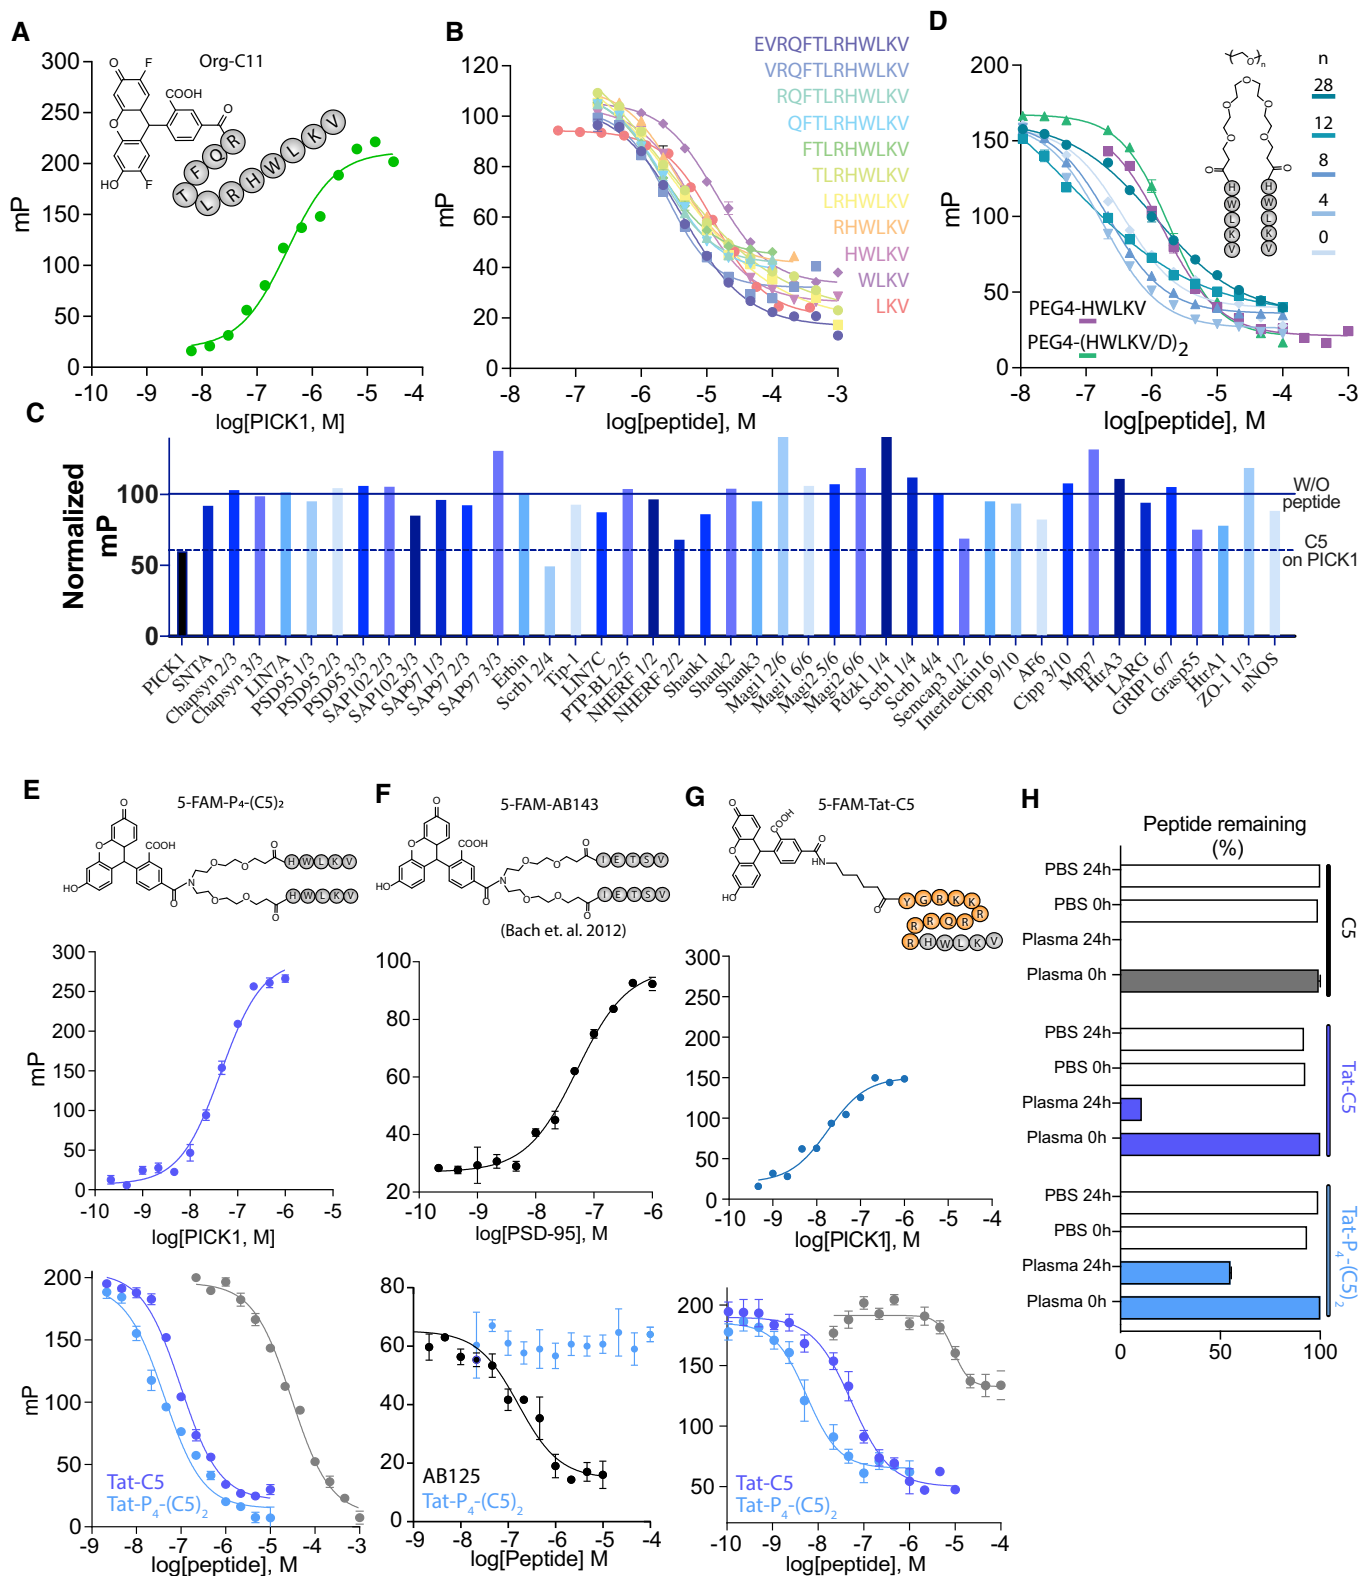 A
Org-C11
300
250
200
150
100
50
0
mP
-10 -9 -8 -7 -6 -5 -4
log[PICK1, M]
O F COOH O O HO F
R Q F T L R H W L K V
B
120
100
80
60
40
20
0
mP
-8 -7 -6 -5 -4 -3
log[peptide], M
EVRQFTLRHWLKV
VRQFTLRHWLKV
RQFTLRHWLKV
QFTLRHWLKV
FTLRHWLKV
TLRHWLKV
LRHWLKV
RHWLKV
HWLKV
WLKV
LKV
D
200
150
100
50
0
mP
-8 -7 -6 -5 -4 -3
log[peptide], M
n
28
12
8
4
0
H W L K V
H W L K V
PEG4-HWLKV
PEG4-(HWLKV/D)2
C
Normalized
mP
100
50
0
W/O
peptide
C5
on PICK1
PICK1
SNTA
Chapsyn 2/3
Chapsyn 3/3
LIN7A
PSD95 1/3
PSD95 2/3
PSD95 3/3
SAP102 2/3
SAP102 3/3
SAP97 1/3
SAP97 2/3
SAP97 3/3
Erbin
Scrb1 2/4
Tip-1
LIN7C
PTP-BL 2/5
NHERF 1/2
NHERF 2/2
Shank1
Shank2
Shank3
Magi1 2/6
Magi1 6/6
Magi2 5/6
Magi2 6/6
Pdzk1 1/4
Scrb1 1/4
Scrb1 4/4
Semcap3 1/2
Interleukin16
Cipp 9/10
AF6
Cipp 3/10
Mpp7
HtrA3
LARG
GRIP1 6/7
Grasp55
HtrA1
ZO-1 1/3
nNOS
E
5-FAM-P4-(C5)2
O COOH O HO N O
H W L K V
H W L K V
300
250
200
150
100
50
0
mP
-10 -9 -8 -7 -6 -5
log[PICK1, M]
200
150
100
50
0
mP
Tat-C5
Tat-P4-(C5)2
-9 -8 -7 -6 -5 -4 -3
log[peptide], M
F
5-FAM-AB143
O COOH O HO N O
I E T S V
I E T S V
(Bach et. al. 2012)
100
80
60
40
20
-10 -9 -8 -7 -6
log[PSD-95], M
80
60
40
20
0
AB125
Tat-P4-(C5)2
-9 -8 -7 -6 -5 -4
log[Peptide] M
G
5-FAM-Tat-C5
O COOH O HO HN O
Y G R K K
R R Q R R
R H W L K V
300
250
200
150
100
50
0
-10 -9 -8 -7 -6 -5 -4
log[PICK1], M
200
150
100
50
Tat-C5
Tat-P4-(C5)2
-10 -9 -8 -7 -6 -5 -4
log[peptide], M
H
Peptide remaining
(%)
PBS 24h
PBS 0h
Plasma 24h
Plasma 0h
C5
PBS 24h
PBS 0h
Plasma 24h
Plasma 0h
Tat-C5
PBS 24h
PBS 0h
Plasma 24h
Plasma 0h
Tat-P4-(C5)2
0 50 100